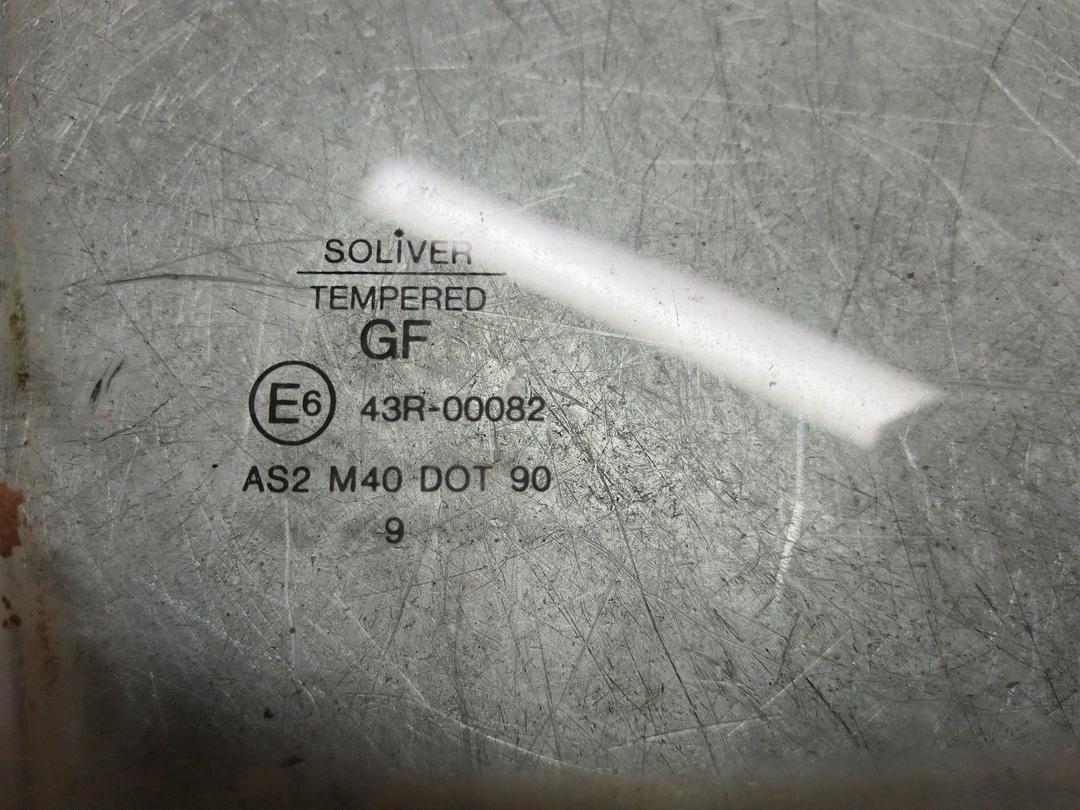 SOLIVER
TEMPERED
GF
E6 43R-00082
AS2 M40 DOT 90
9